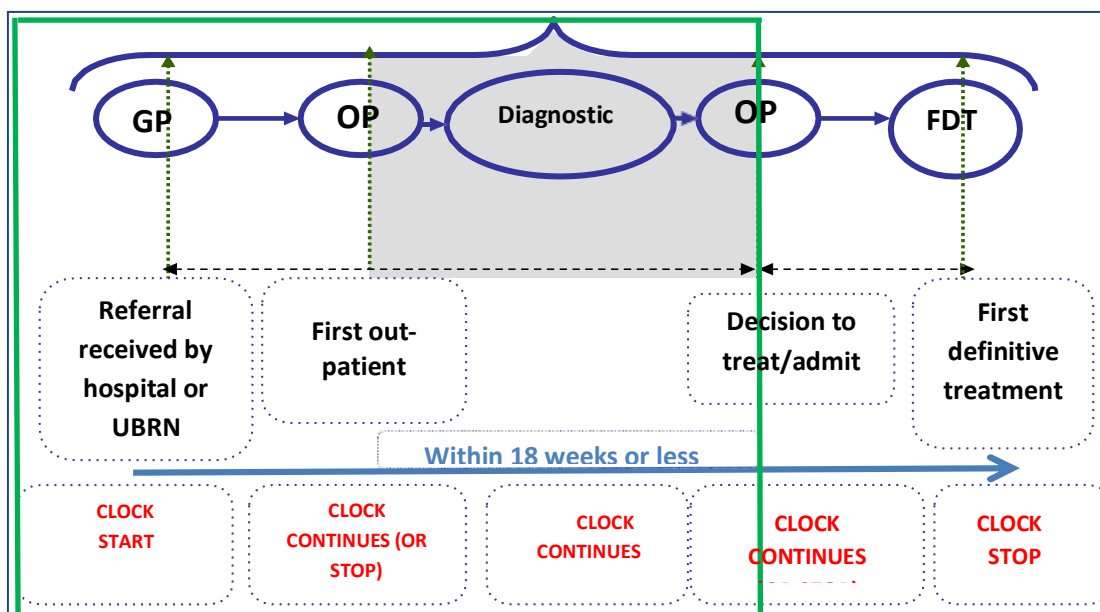 GP
OP
Diagnostic
OP
FDT
Referral
received by
hospital or
UBRN
First out-
patient
Decision to
treat/admit
First
definitive
treatment
Within 18 weeks or less
CLOCK
START
CLOCK
CONTINUES (OR
STOP)
CLOCK
CONTINUES
CLOCK
CONTINUES
CLOCK
STOP